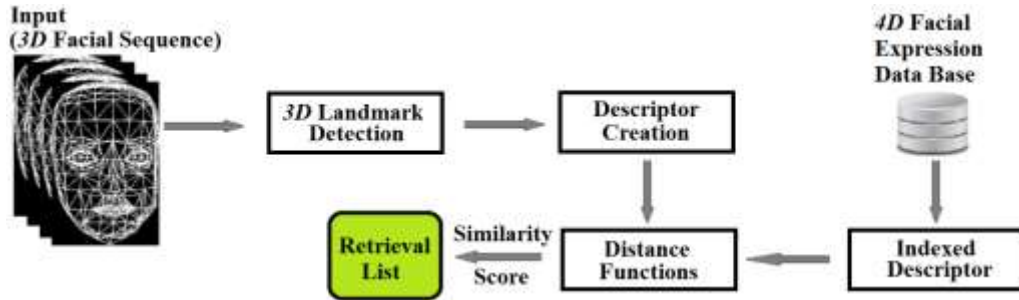 Input
(3D Facial Sequence)
4D Facial
Expression
Data Base
3D Landmark
Detection
Descriptor
Creation
Retrieval
List
Similarity
Score
Distance
Functions
Indexed
Descriptor